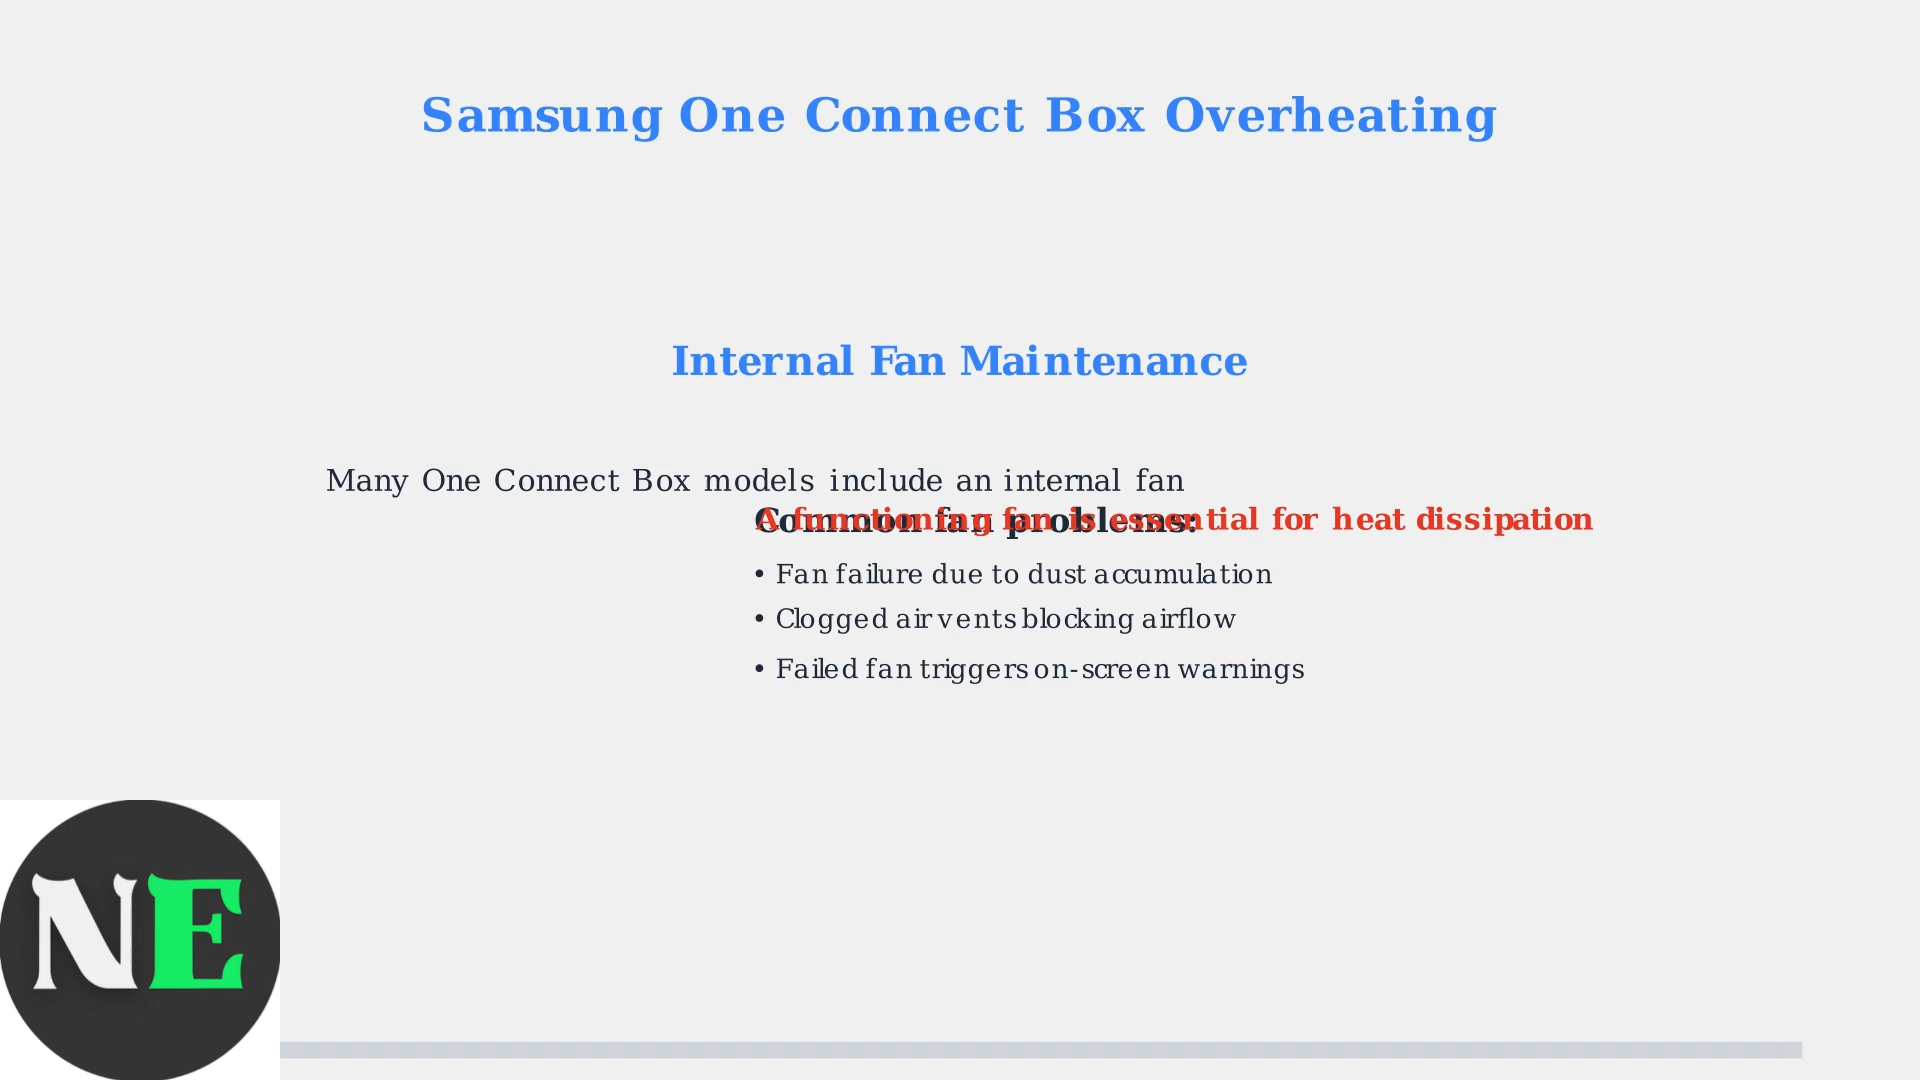 Samsung One Connect Box Overheating
Internal Fan Maintenance
Many One Connect Box models include an internal fan
Common fan problems:
A functioning fan is essential for heat dissipation
• Fan failure due to dust accumulation
• Clogged air vents blocking airflow
• Failed fan triggers on-screen warnings
NE